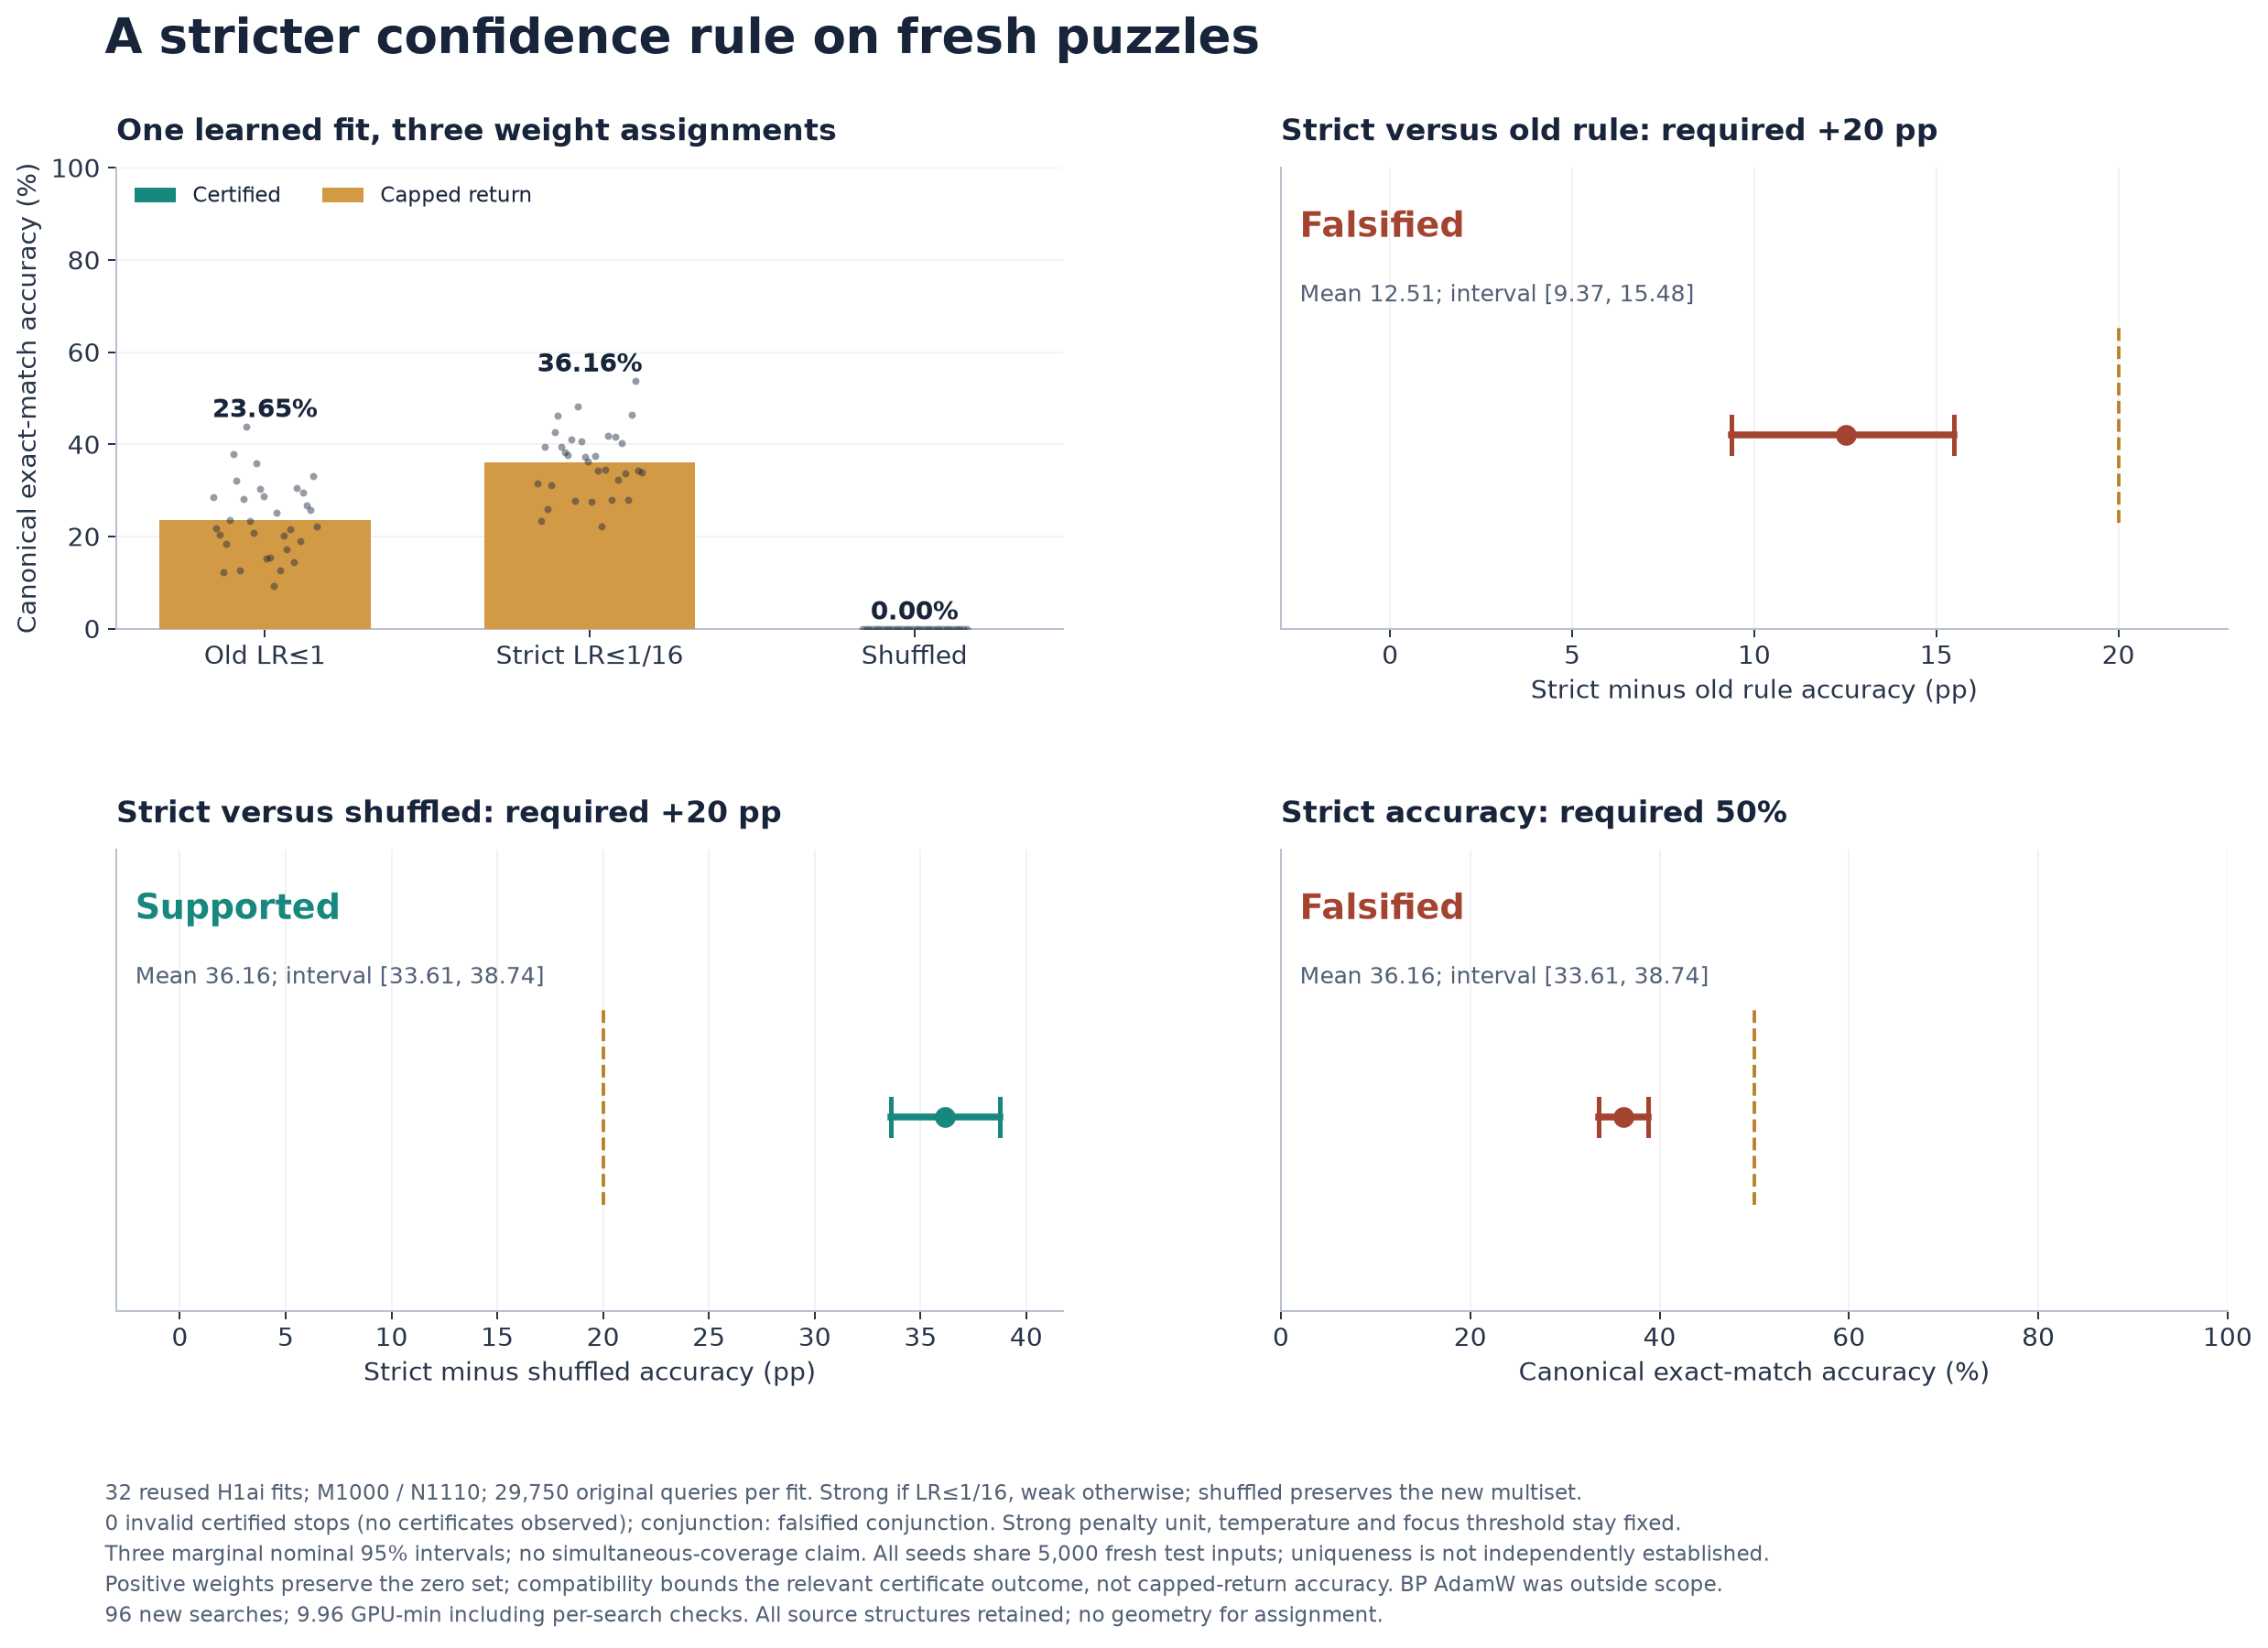 A stricter confidence rule on fresh puzzles
One learned fit, three weight assignments
Canonical exact-match accuracy (%)
100
80
60
40
20
0
Certified
Capped return
23.65%
36.16%
0.00%
Old LR≤1
Strict LR≤1/16
Shuffled
Strict versus old rule: required +20 pp
Falsified
Mean 12.51; interval [9.37, 15.48]
0 5 10 15 20
Strict minus old rule accuracy (pp)
Strict versus shuffled: required +20 pp
Supported
Mean 36.16; interval [33.61, 38.74]
0 5 10 15 20 25 30 35 40
Strict minus shuffled accuracy (pp)
Strict accuracy: required 50%
Falsified
Mean 36.16; interval [33.61, 38.74]
0 20 40 60 80 100
Canonical exact-match accuracy (%)
32 reused H1ai fits; M1000 / N1110; 29,750 original queries per fit. Strong if LR≤1/16, weak otherwise; shuffled preserves the new multiset.
0 invalid certified stops (no certificates observed); conjunction: falsified conjunction. Strong penalty unit, temperature and focus threshold stay fixed.
Three marginal nominal 95% intervals; no simultaneous-coverage claim. All seeds share 5,000 fresh test inputs; uniqueness is not independently established.
Positive weights preserve the zero set; compatibility bounds the relevant certificate outcome, not capped-return accuracy. BP AdamW was outside scope.
96 new searches; 9.96 GPU-min including per-search checks. All source structures retained; no geometry for assignment.